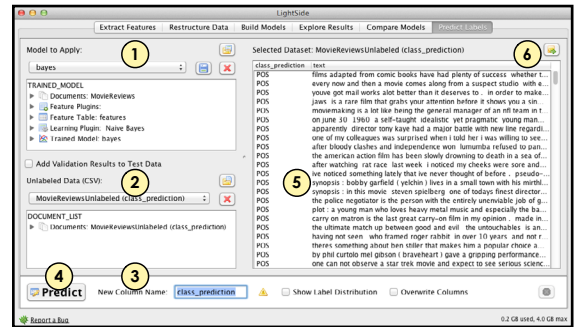 LightSide
Extract Features Restructure Data Build Models Explore Results Compare Models Predict Labels
Model to Apply:
1
bayes
TRAINED_MODEL
Documents: MovieReviews
Feature Plugins:
Feature Table: features
Learning Plugin: Naive Bayes
Trained Model: bayes
Add Validation Results to Test Data
Unlabeled Data (CSV):
2
MovieReviewsUnlabeled (class_prediction)
DOCUMENT_LIST
Documents: MovieReviewsUnlabeled (class_prediction)
Selected Dataset: MovieReviewsUnlabeled (class_prediction)
6
class_prediction text
POS films adapted from comic books have had plenty of success whether t...
POS every now and then a movie comes along from a suspect studio with e...
POS youve got mail works alot better than it deserves to . in order to make...
POS jaws is a rare film that grabs your attention before it shows you a sin...
POS moviemaking is a lot like being the general manager of an nfl team in t...
POS on june 30 1960 a self-taught idealistic yet pragmatic young man...
POS apparently director tony kaye had a major battle with new line regardi...
POS one of my colleagues was surprised when i told her i was willing to see...
POS after bloody clashes and independence won lumumba refused to pan...
POS the american action film has been slowly drowning to death in a sea of...
POS after watching rat race last week i noticed my cheeks were sore and...
POS ive noticed something lately that ive never thought of before . pseudo-...
POS synopsis : bobby garfield ( yelchin ) lives in a small town with his mirthl...
5
POS synopsis : in this movie steven spielberg one of todays finest director...
POS the police negotiator is the person with the entirely unenviable job of g...
POS plot : a young man who loves heavy metal music and especially the ba...
POS carry on matron is the last great carry-on film in my opinion . made in...
POS the ultimate match up between good and evil the untouchables is an...
POS having not seen who framed roger rabbit in over 10 years and not r...
POS theres something about ben stiller that makes him a popular choice a...
POS by phil curtolo mel gibson ( braveheart ) gave a gripping performance...
POS one can not observe a star trek movie and expect to see serious scienc...
4
3
Predict New Column Name: class_prediction Show Label Distribution Overwrite Columns
Report a Bug 0.2 GB used, 4.0 GB max